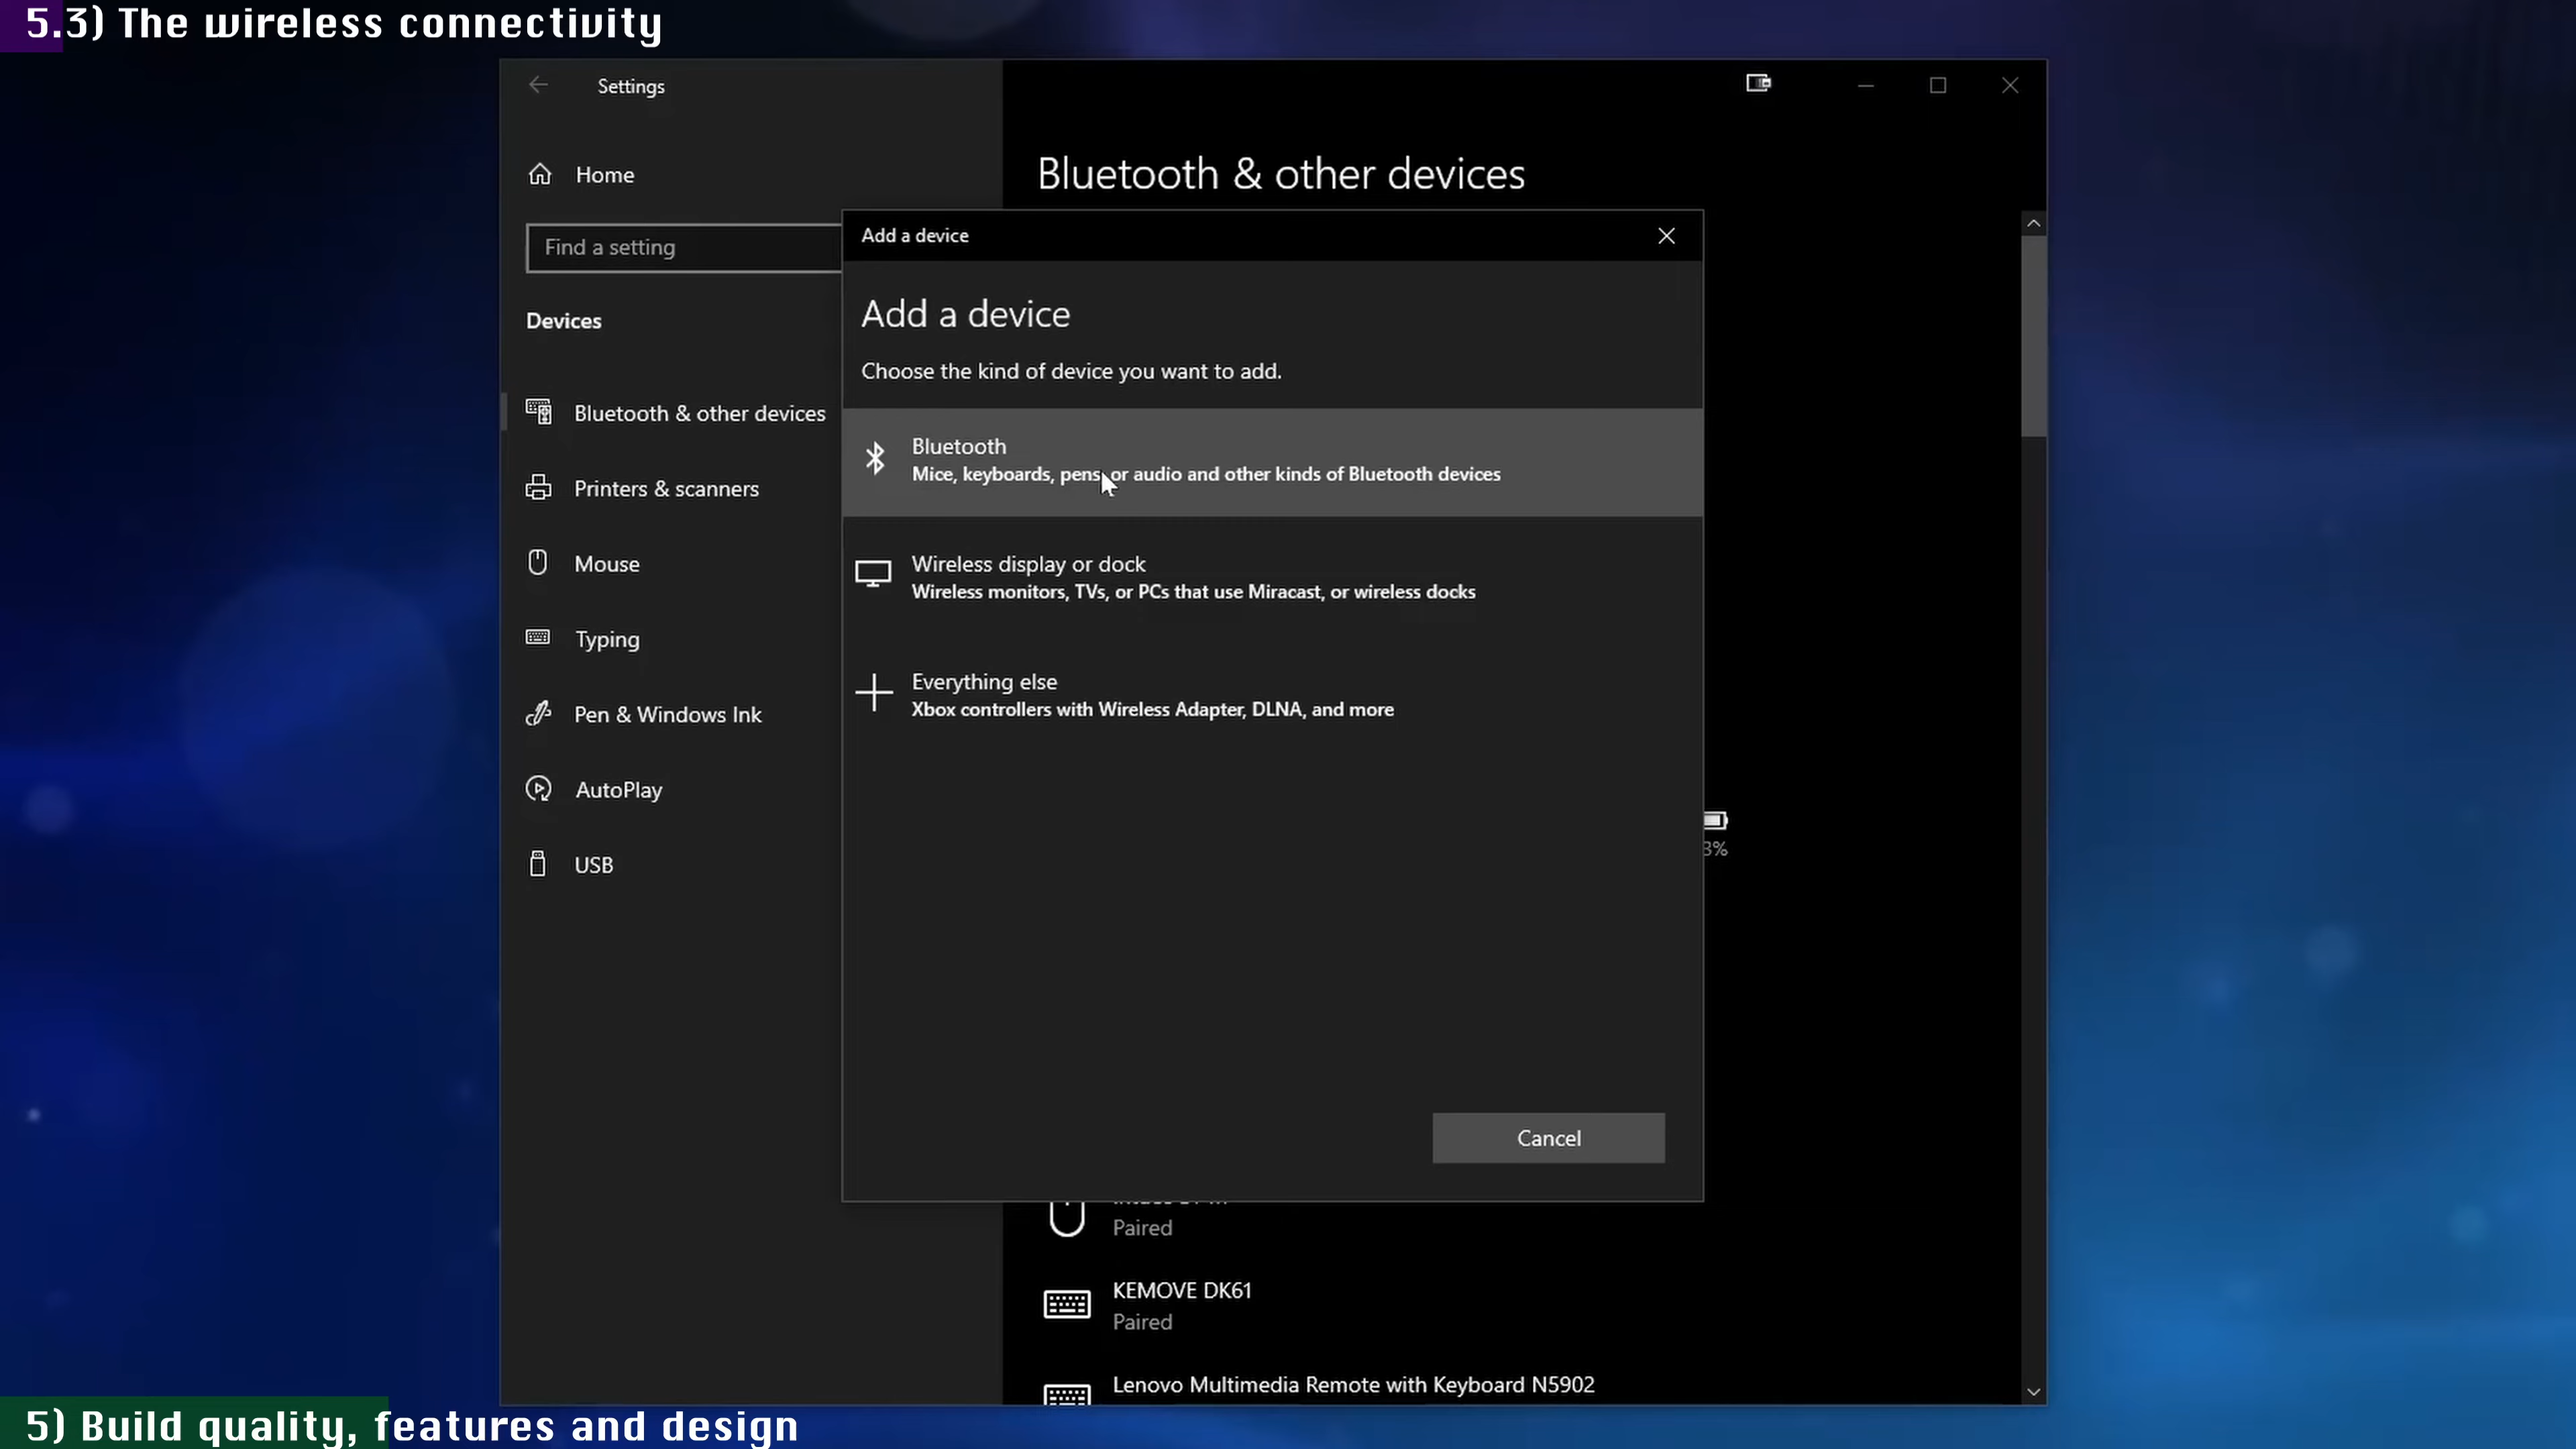 5.3) The wireless connectivity
Settings
Home
Find a setting
Devices
Bluetooth & other devices
Printers & scanners
Mouse
Typing
Pen & Windows Ink
AutoPlay
USB
Bluetooth & other devices
Add a device
Add a device
Choose the kind of device you want to add.
Bluetooth
Mice, keyboards, pens, or audio and other kinds of Bluetooth devices
Wireless display or dock
Wireless monitors, TVs, or PCs that use Miracast, or wireless docks
Everything else
Xbox controllers with Wireless Adapter, DLNA, and more
3%
Cancel
Paired
KEMOVE DK61
Paired
Lenovo Multimedia Remote with Keyboard N5902
5) Build quality, features and design